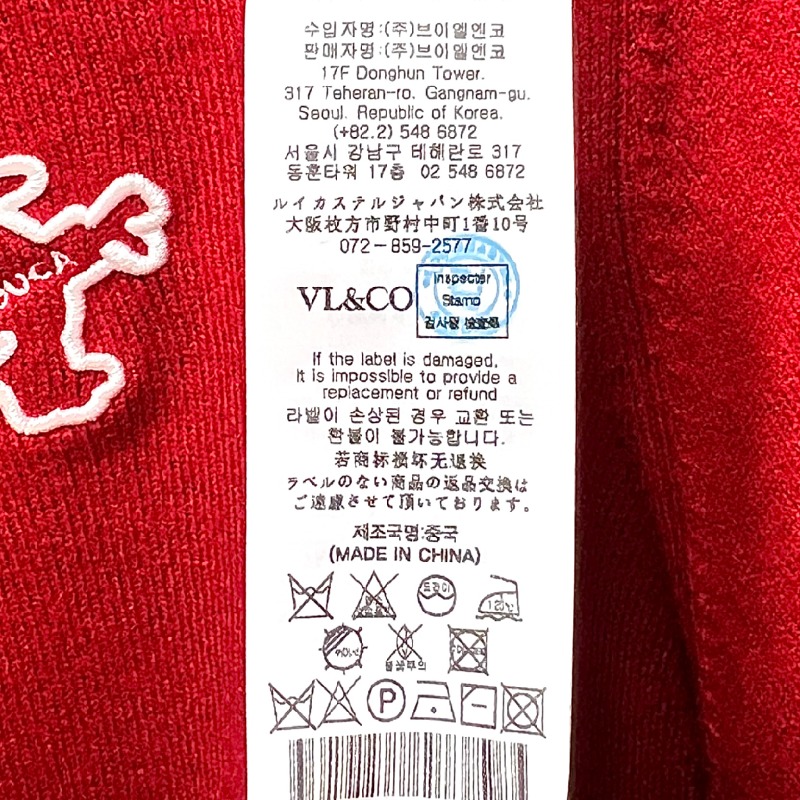 수입자명:(주)브이엘엔코
판매자명:(주)브이엘엔코
17F Donghun Tower.
317 Teheran-ro. Gangnam-gu.
Seoul. Republic of Korea.
(+82.2) 548 6872
서울시 강남구 테헤란로 317
동훈타워 17층 02 548 6872
ルイカステルジャパン株式会社
大阪枚方市野村中町1番10号
072-859-2577
OUCA
VL&CO
Inspecter
Stamp
검사필 検査処
If the label is damaged,
It is impossible to provide a
replacement or refund
라벨이 손상된 경우 교환 또는
환불이 불가능합니다.
若商标损坏无退换
ラベルのない商品の返品交換は
ご遠慮させて頂いております。
제조국명:중국
(MADE IN CHINA)
드라이
120℃
P